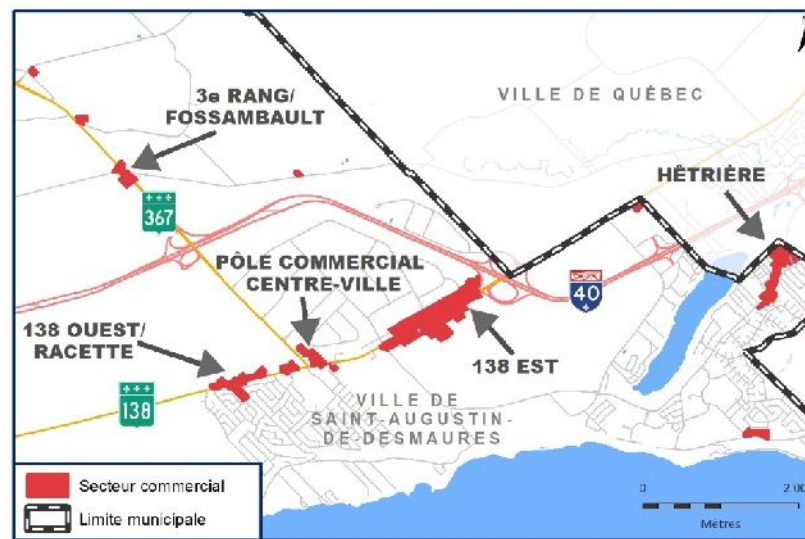 3e RANG/
FOSSAMBAULT
VILLE DE QUÉBEC
HÊTRIÈRE
367
PÔLE COMMERCIAL
CENTRE-VILLE
40
138 OUEST/
RACETTE
138 EST
138
VILLE DE
SAINT-AUGUSTIN-
DE-DESMAURES
Secteur commercial
Limite municipale
0
Mètres